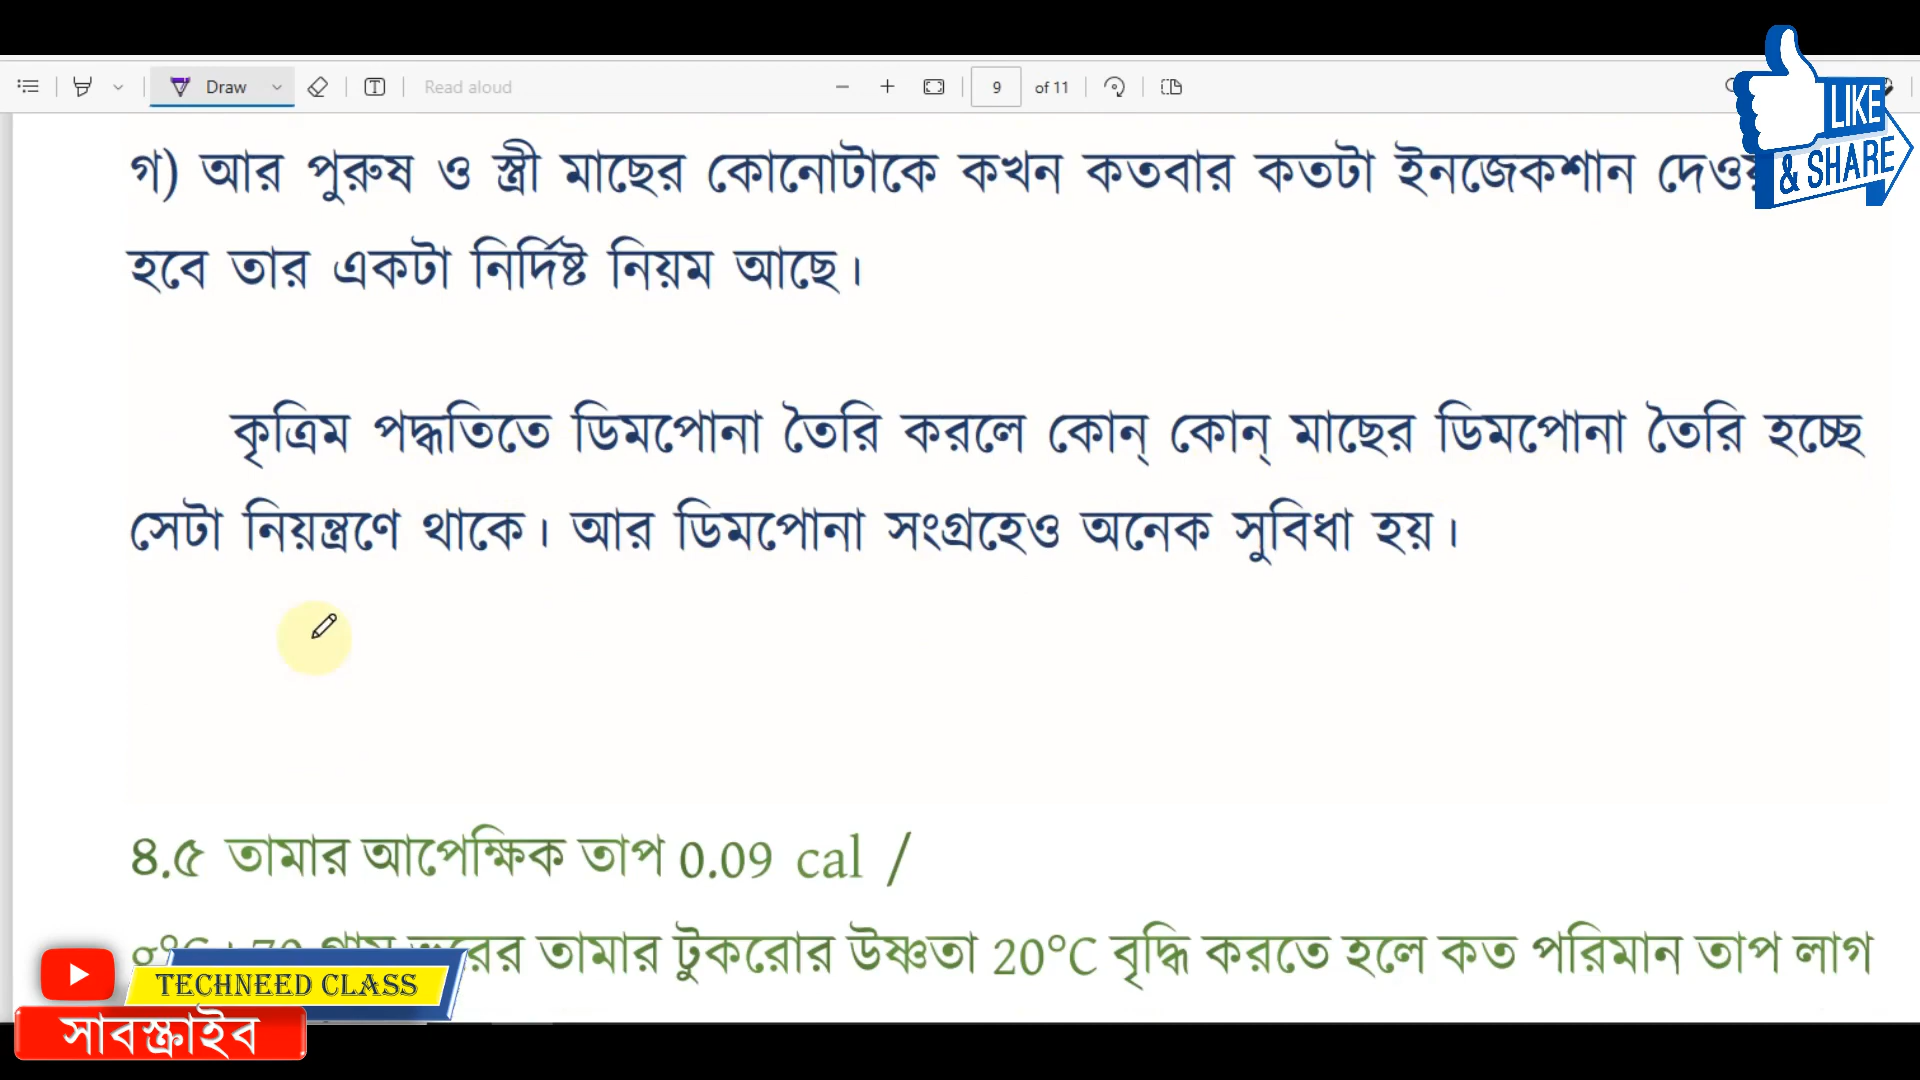 Draw
Read aloud
9
of 11
LIKE
& SHARE
গ) আর পুরুষ ও স্ত্রী মাছের কোনোটাকে কখন কতবার কতটা ইনজেকশান
হবে তার একটা নির্দিষ্ট নিয়ম আছে।
কৃত্রিম পদ্ধতিতে ডিমপোনা তৈরি করলে কোন্ কোন্ মাছের ডিমপোনা তৈরি হচ্ছে
সেটা নিয়ন্ত্রণে থাকে। আর ডিমপোনা সংগ্রহেও অনেক সুবিধা হয়।
৪.৫ তামার আপেক্ষিক তাপ 0.09 cal /
তামার টুকরোর উষ্ণতা 20°C বৃদ্ধি করতে হলে কত পরিমান তাপ লাগ
TECHNEED CLASS
সাবস্ক্রাইব